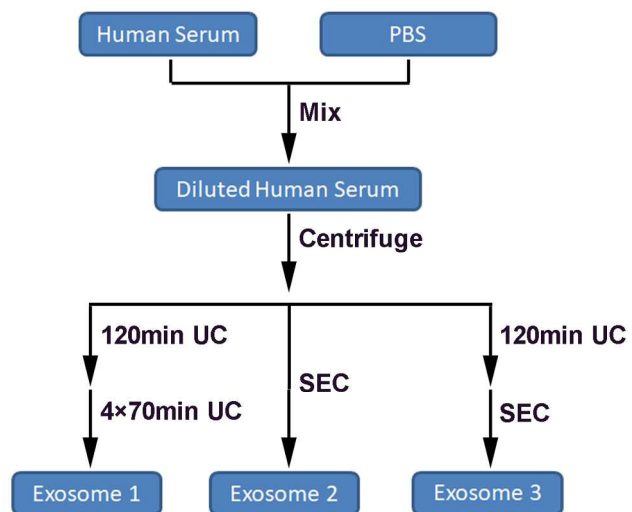 Human Serum
PBS
Mix
Diluted Human Serum
Centrifuge
120min UC
120min UC
SEC
4×70min UC
SEC
Exosome 1
Exosome 2
Exosome 3